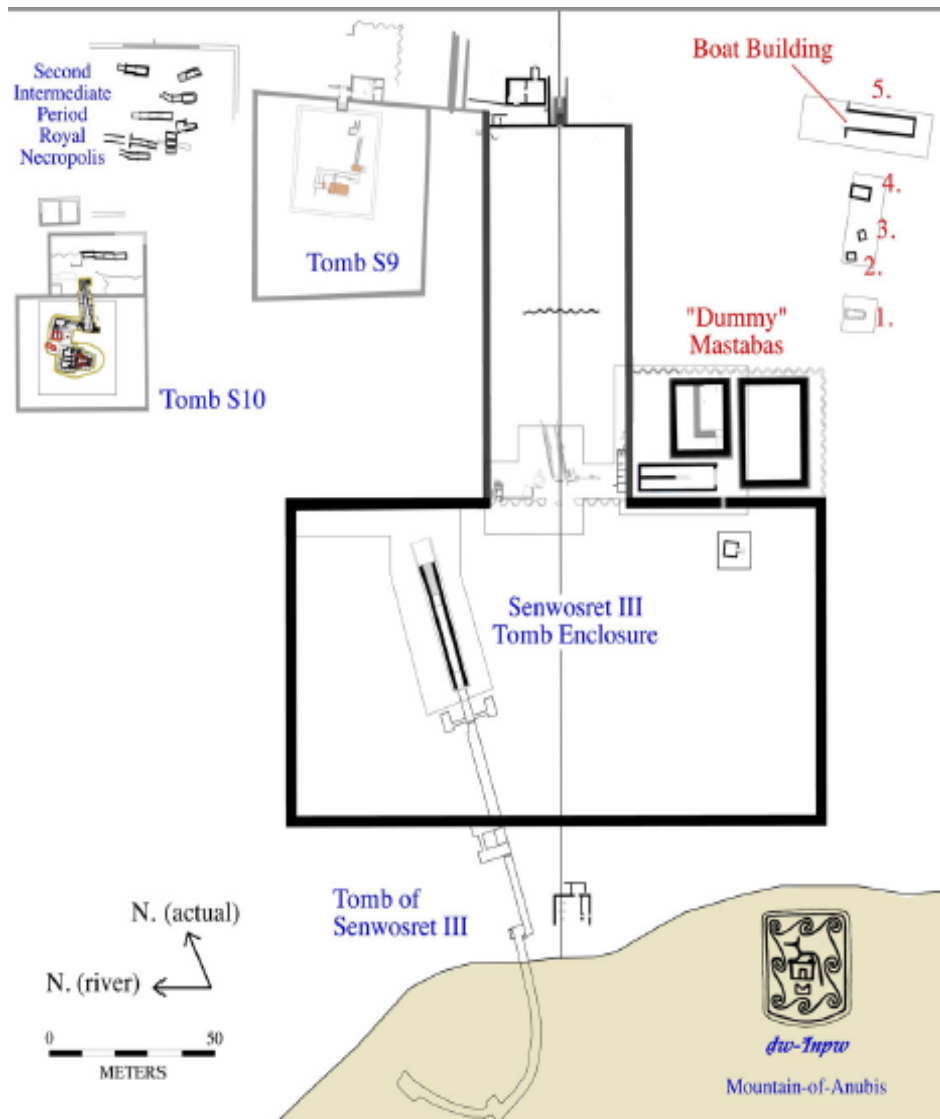 Second
Intermediate
Period
Royal
Necropolis
Boat
Building
5.
4.
3.
2.
1.
Tomb S9
"Dummy"
Mastabas
Tomb S10
Senwosret III
Tomb Enclosure
Tomb of
Senwosret III
N. (actual)
N. (river)
0 50
METERS
ḏw-Inpw
Mountain-of-Anubis